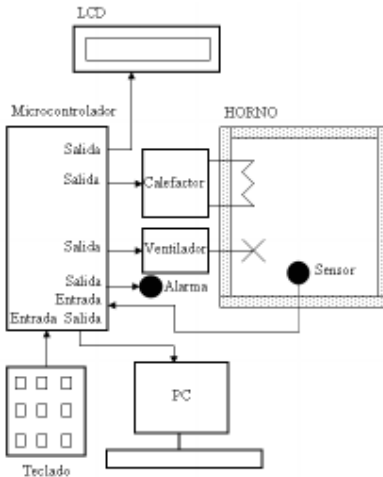 LCD
Microcontrolador
HORNO
Salida
Salida
Calefactor
Salida
Ventilador
Sensor
Salida
Alarma
Entrada
Entrada Salida
PC
Teclado